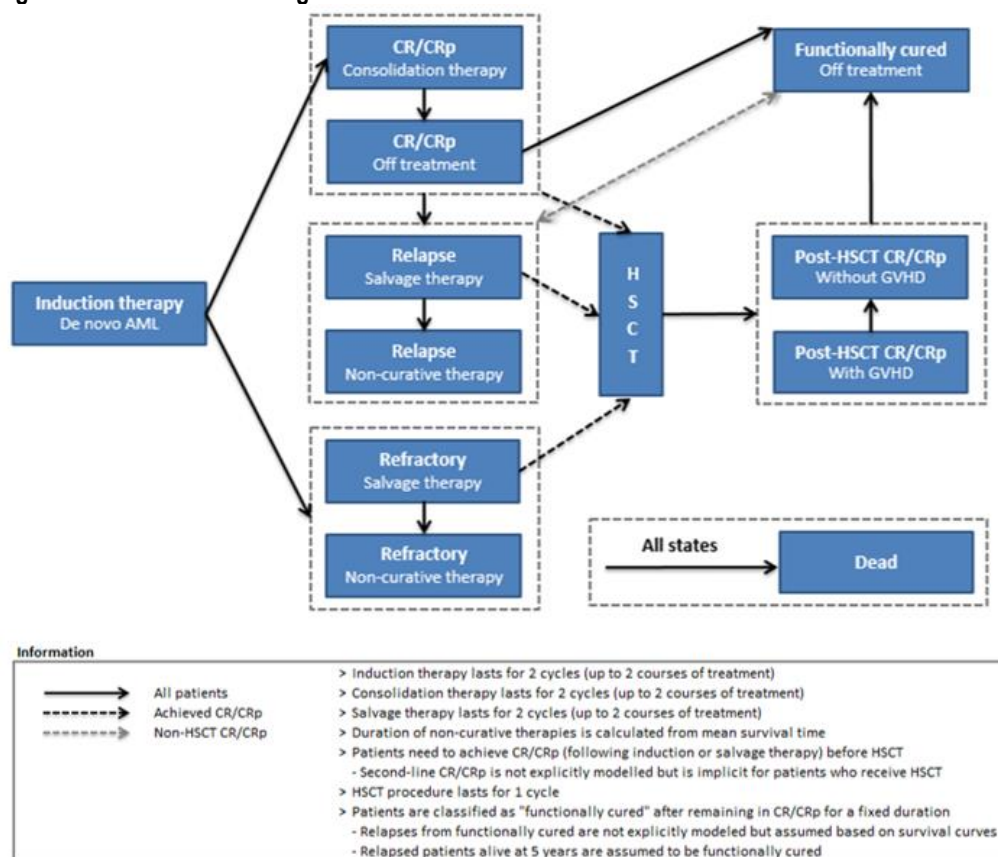 CR/CRp
Consolidation therapy
CR/CRp
Off treatment
Functionally cured
Off treatment
Relapse
Salvage therapy
Relapse
Non-curative therapy
H
S
C
T
Post-HSCT CR/CRp
Without GVHD
Post-HSCT CR/CRp
With GVHD
Induction therapy
De novo AML
Refractory
Salvage therapy
Refractory
Non-curative therapy
All states
Dead
Information
All patients
Achieved CR/CRp
Non-HSCT CR/CRp
> Induction therapy lasts for 2 cycles (up to 2 courses of treatment)
> Consolidation therapy lasts for 2 cycles (up to 2 courses of treatment)
> Salvage therapy lasts for 2 cycles (up to 2 courses of treatment)
> Duration of non-curative therapies is calculated from mean survival time
> Patients need to achieve CR/CRp (following induction or salvage therapy) before HSCT
- Second-line CR/CRp is not explicitly modelled but is implicit for patients who receive HSCT
> HSCT procedure lasts for 1 cycle
> Patients are classified as "functionally cured" after remaining in CR/CRp for a fixed duration
- Relapses from functionally cured are not explicitly modeled but assumed based on survival curves
- Relapsed patients alive at 5 years are assumed to be functionally cured